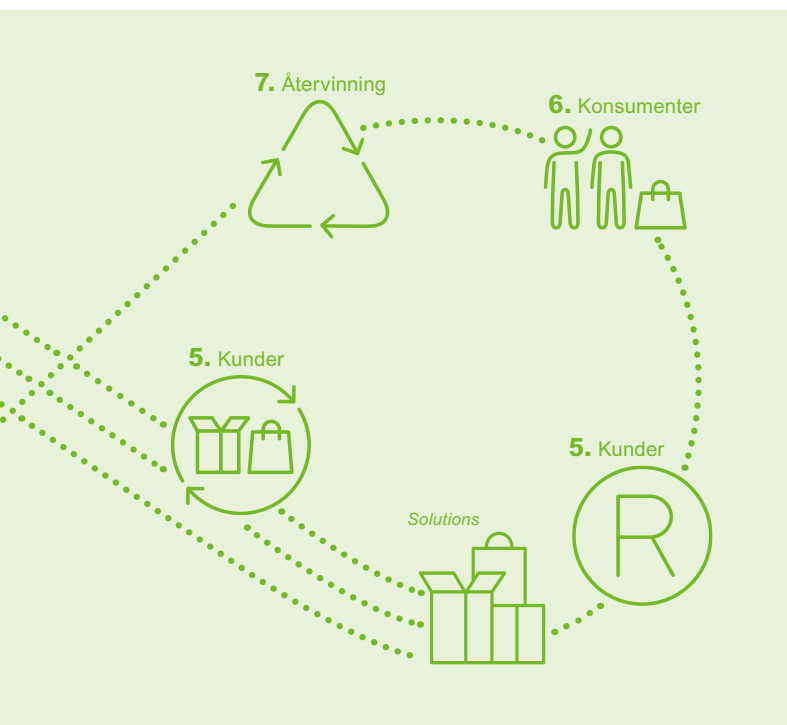 7. Återvinning
6. Konsumenter
5. Kunder
5. Kunder
Solutions
R